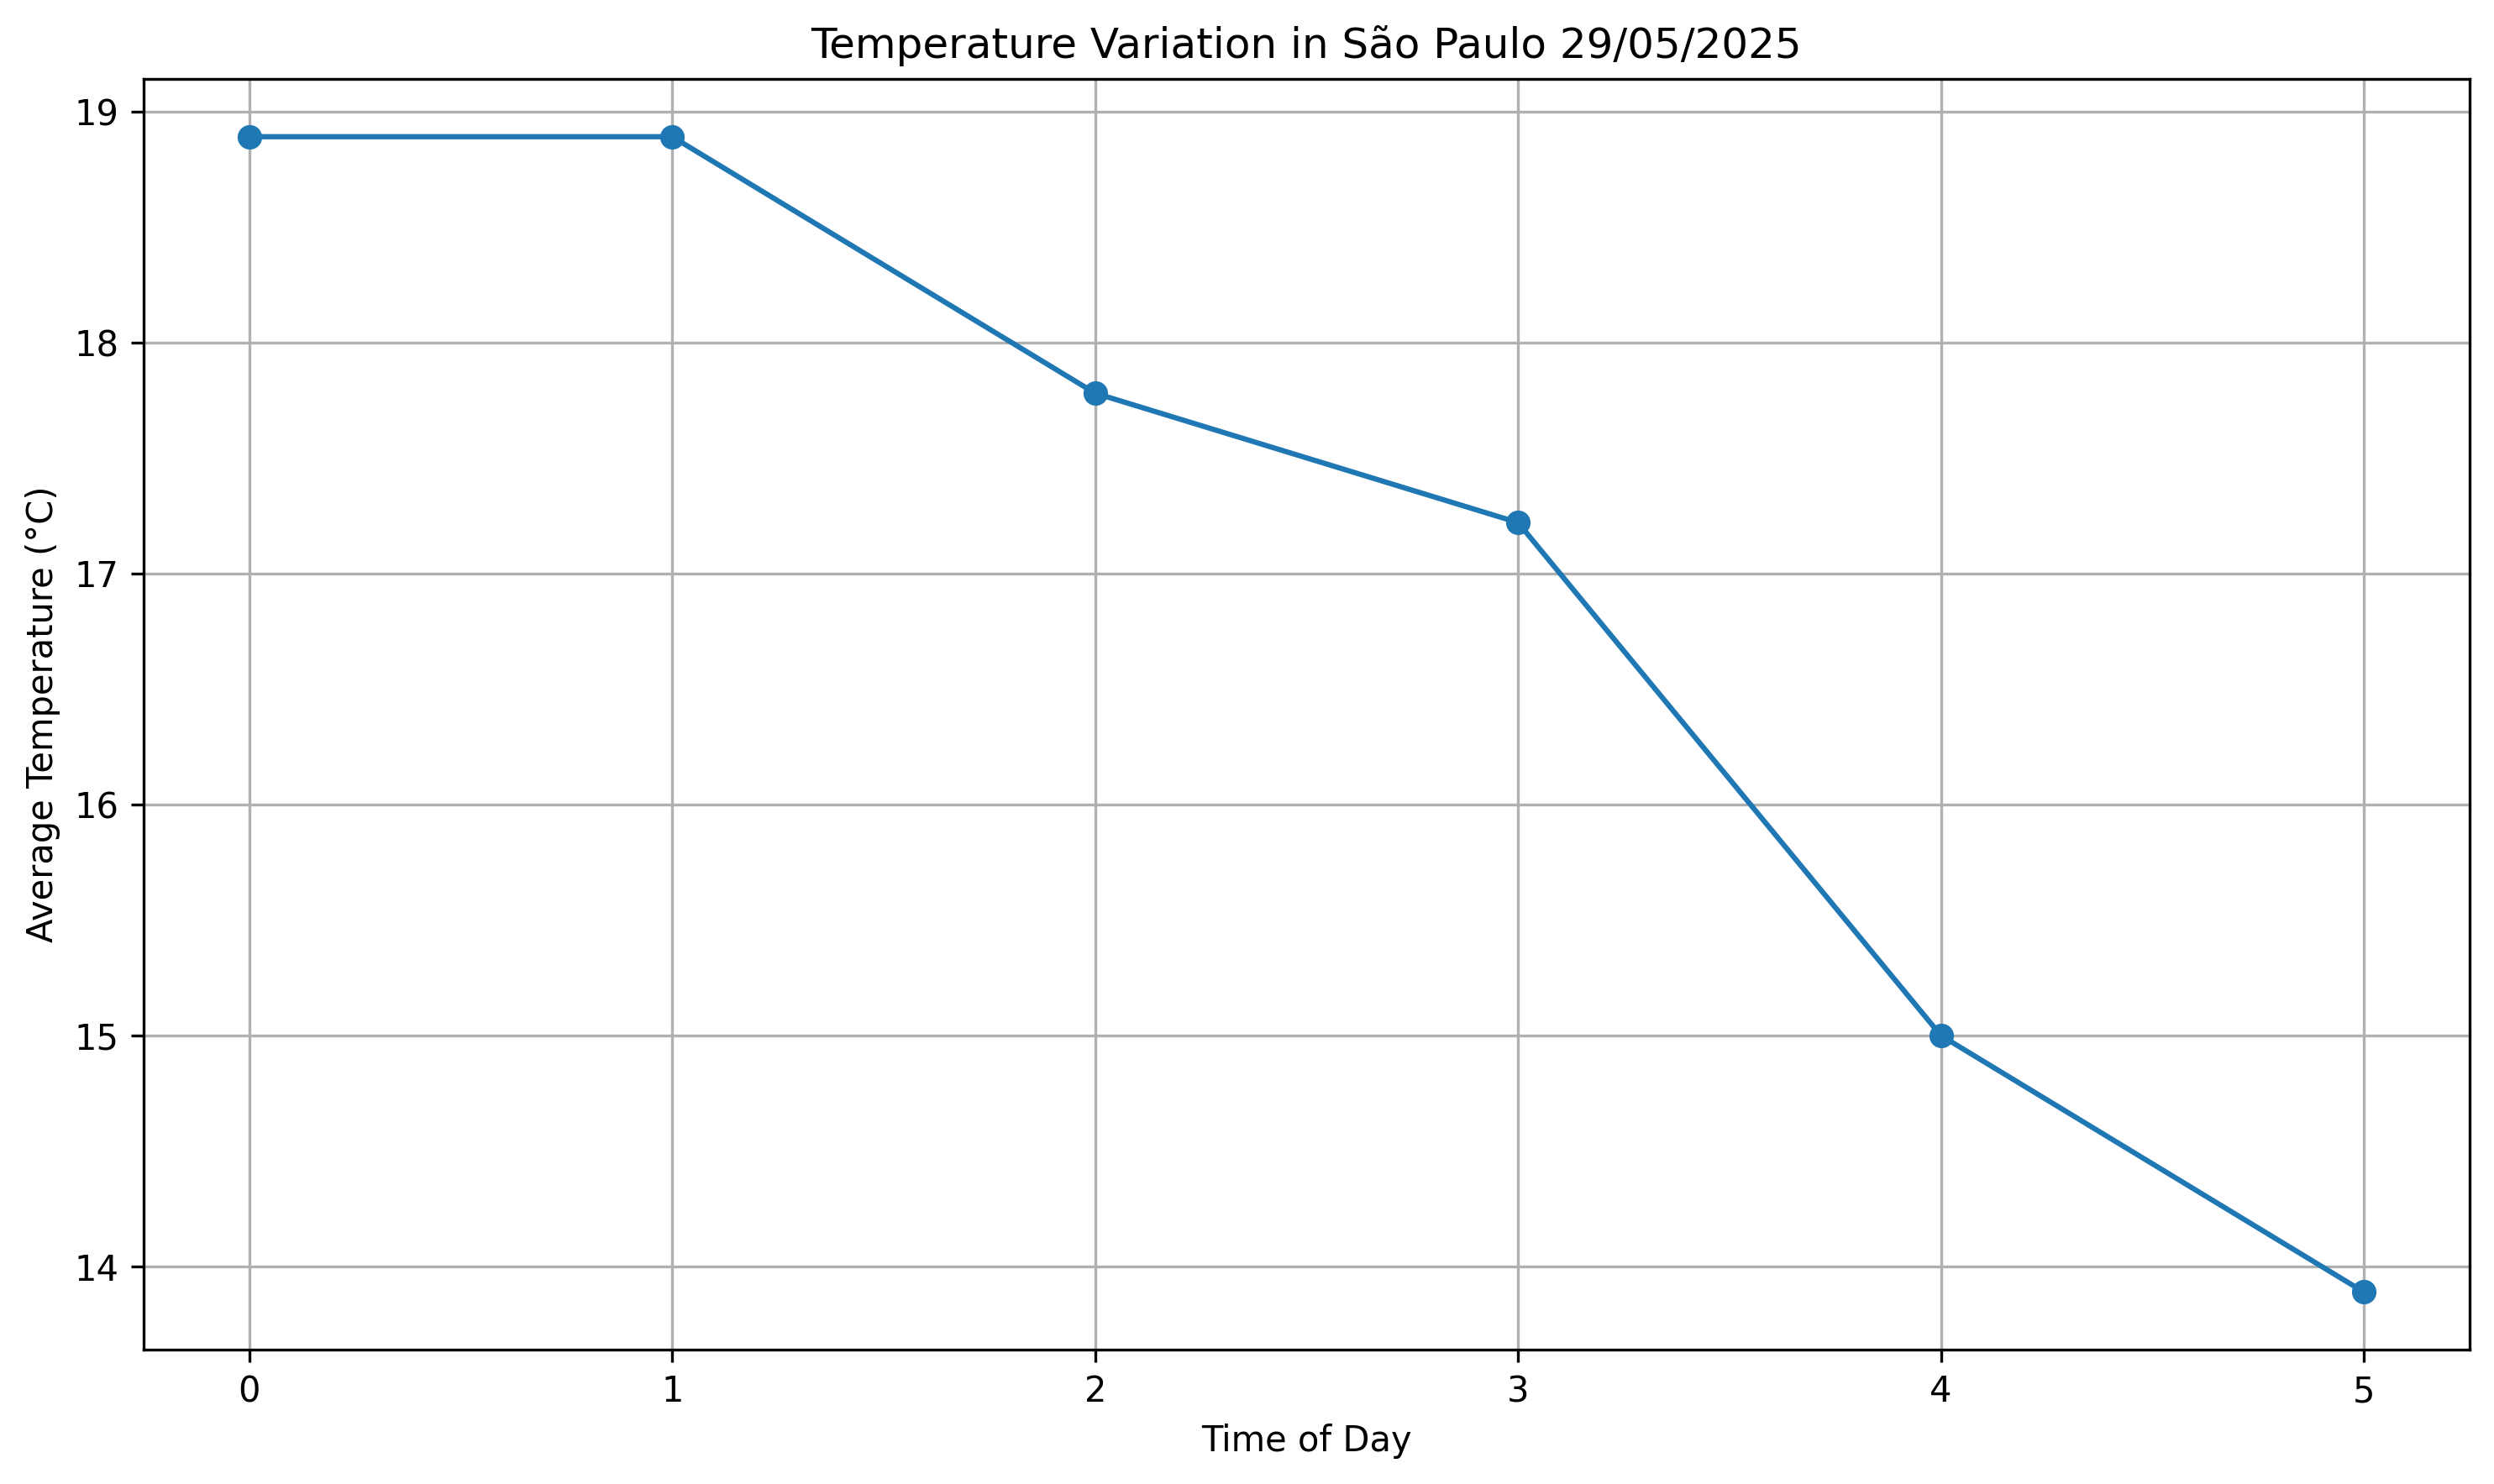 Temperature Variation in São Paulo 29/05/2025
Average Temperature (°C)
19
18
17
16
15
14
0 1 2 3 4 5
Time of Day